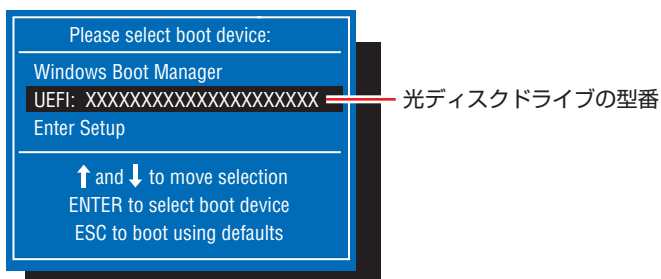 Please select boot device:
Windows Boot Manager
UEFI: XXXXXXXXXXXXXXXXXXXXX
光ディスクドライブの型番
Enter Setup
↑ and ↓ to move selection
ENTER to select boot device
ESC to boot using defaults